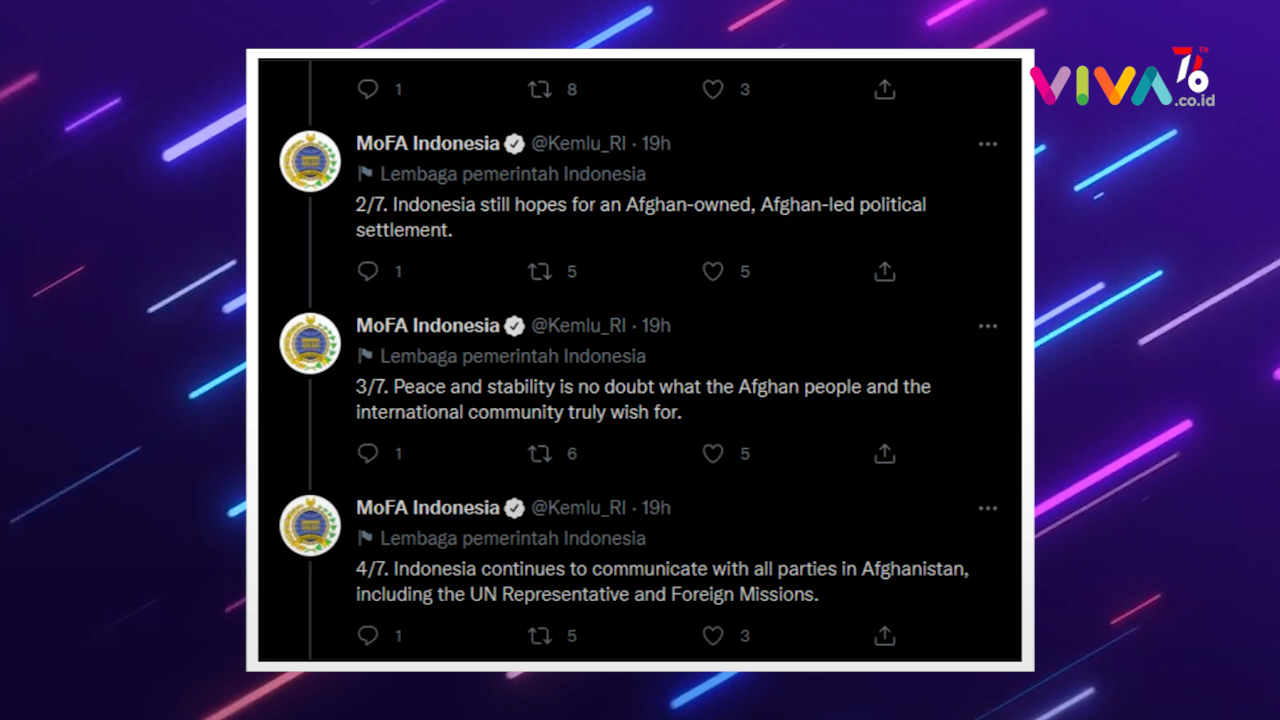 1 8 3
VIVA 76 TH
.co.id
MoFA Indonesia @Kemlu_RI · 19h
Lembaga pemerintah Indonesia
2/7. Indonesia still hopes for an Afghan-owned, Afghan-led political
settlement.
1 5 5
MoFA Indonesia @Kemlu_RI · 19h
Lembaga pemerintah Indonesia
3/7. Peace and stability is no doubt what the Afghan people and the
international community truly wish for.
1 6 5
MoFA Indonesia @Kemlu_RI · 19h
Lembaga pemerintah Indonesia
4/7. Indonesia continues to communicate with all parties in Afghanistan,
including the UN Representative and Foreign Missions.
1 5 3